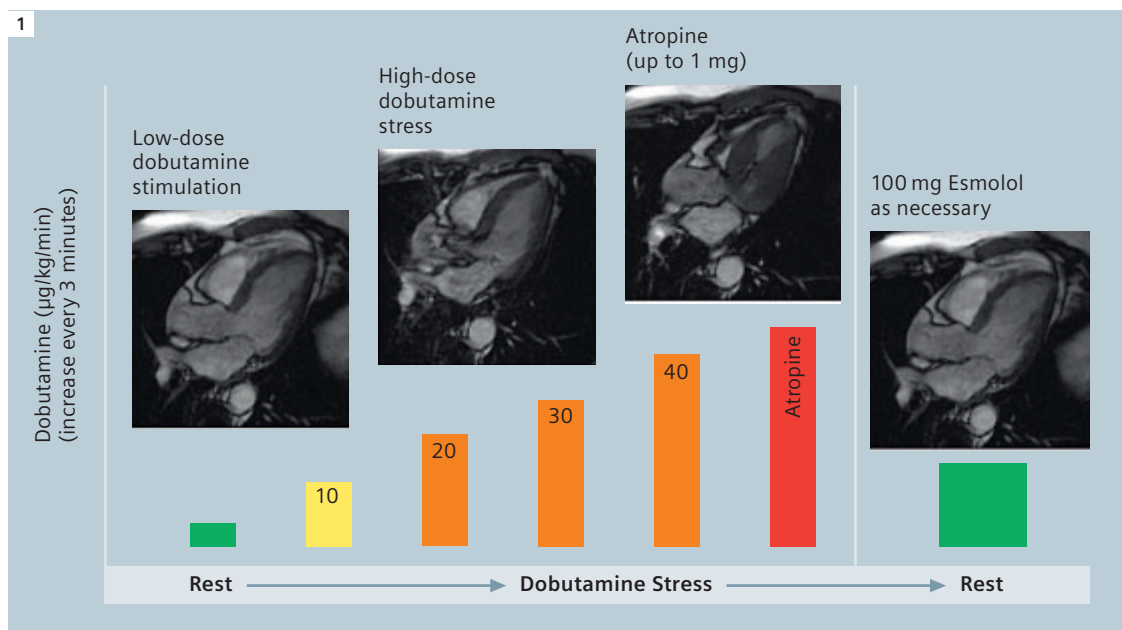 1
Dobutamine (µg/kg/min)
(increase every 3 minutes)
Low-dose
dobutamine
stimulation
High-dose
dobutamine
stress
Atropine
(up to 1 mg)
100 mg Esmolol
as necessary
10
20
30
40
Atropine
Rest
Dobutamine Stress
Rest